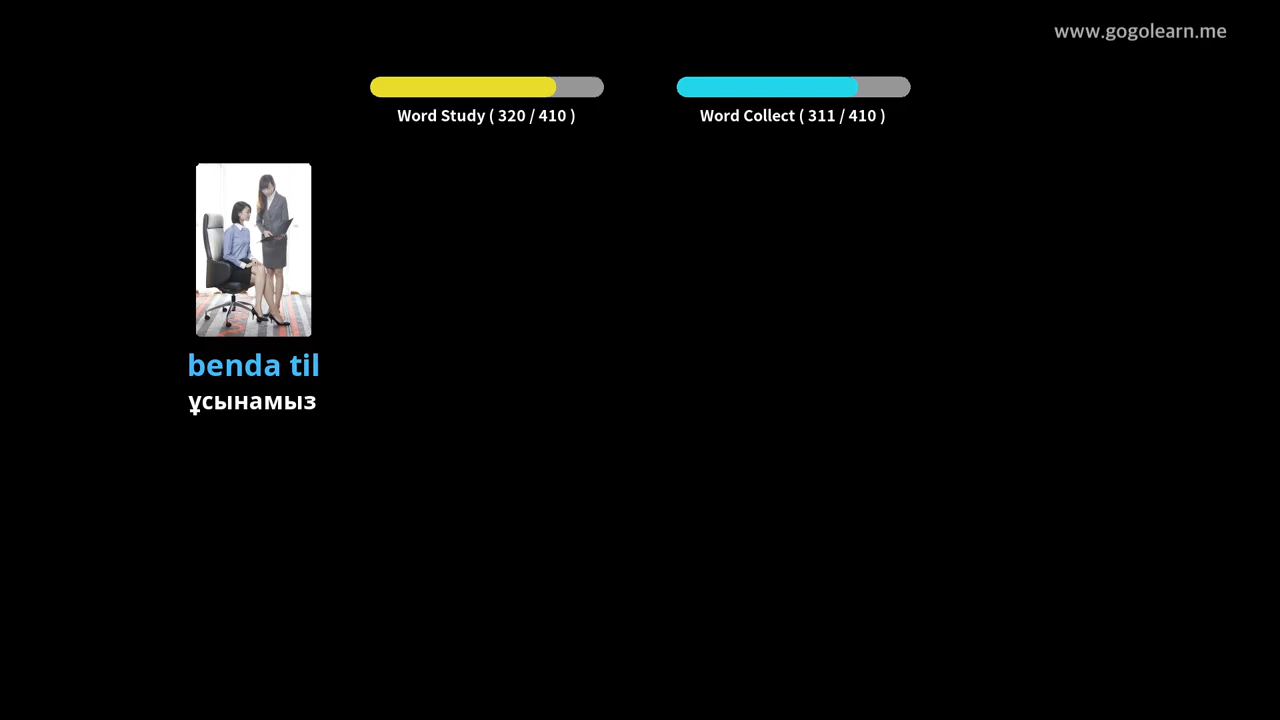 www.gogolearn.me
Word Study ( 320 / 410 )
Word Collect ( 311 / 410 )
benda til
ұсынамыз